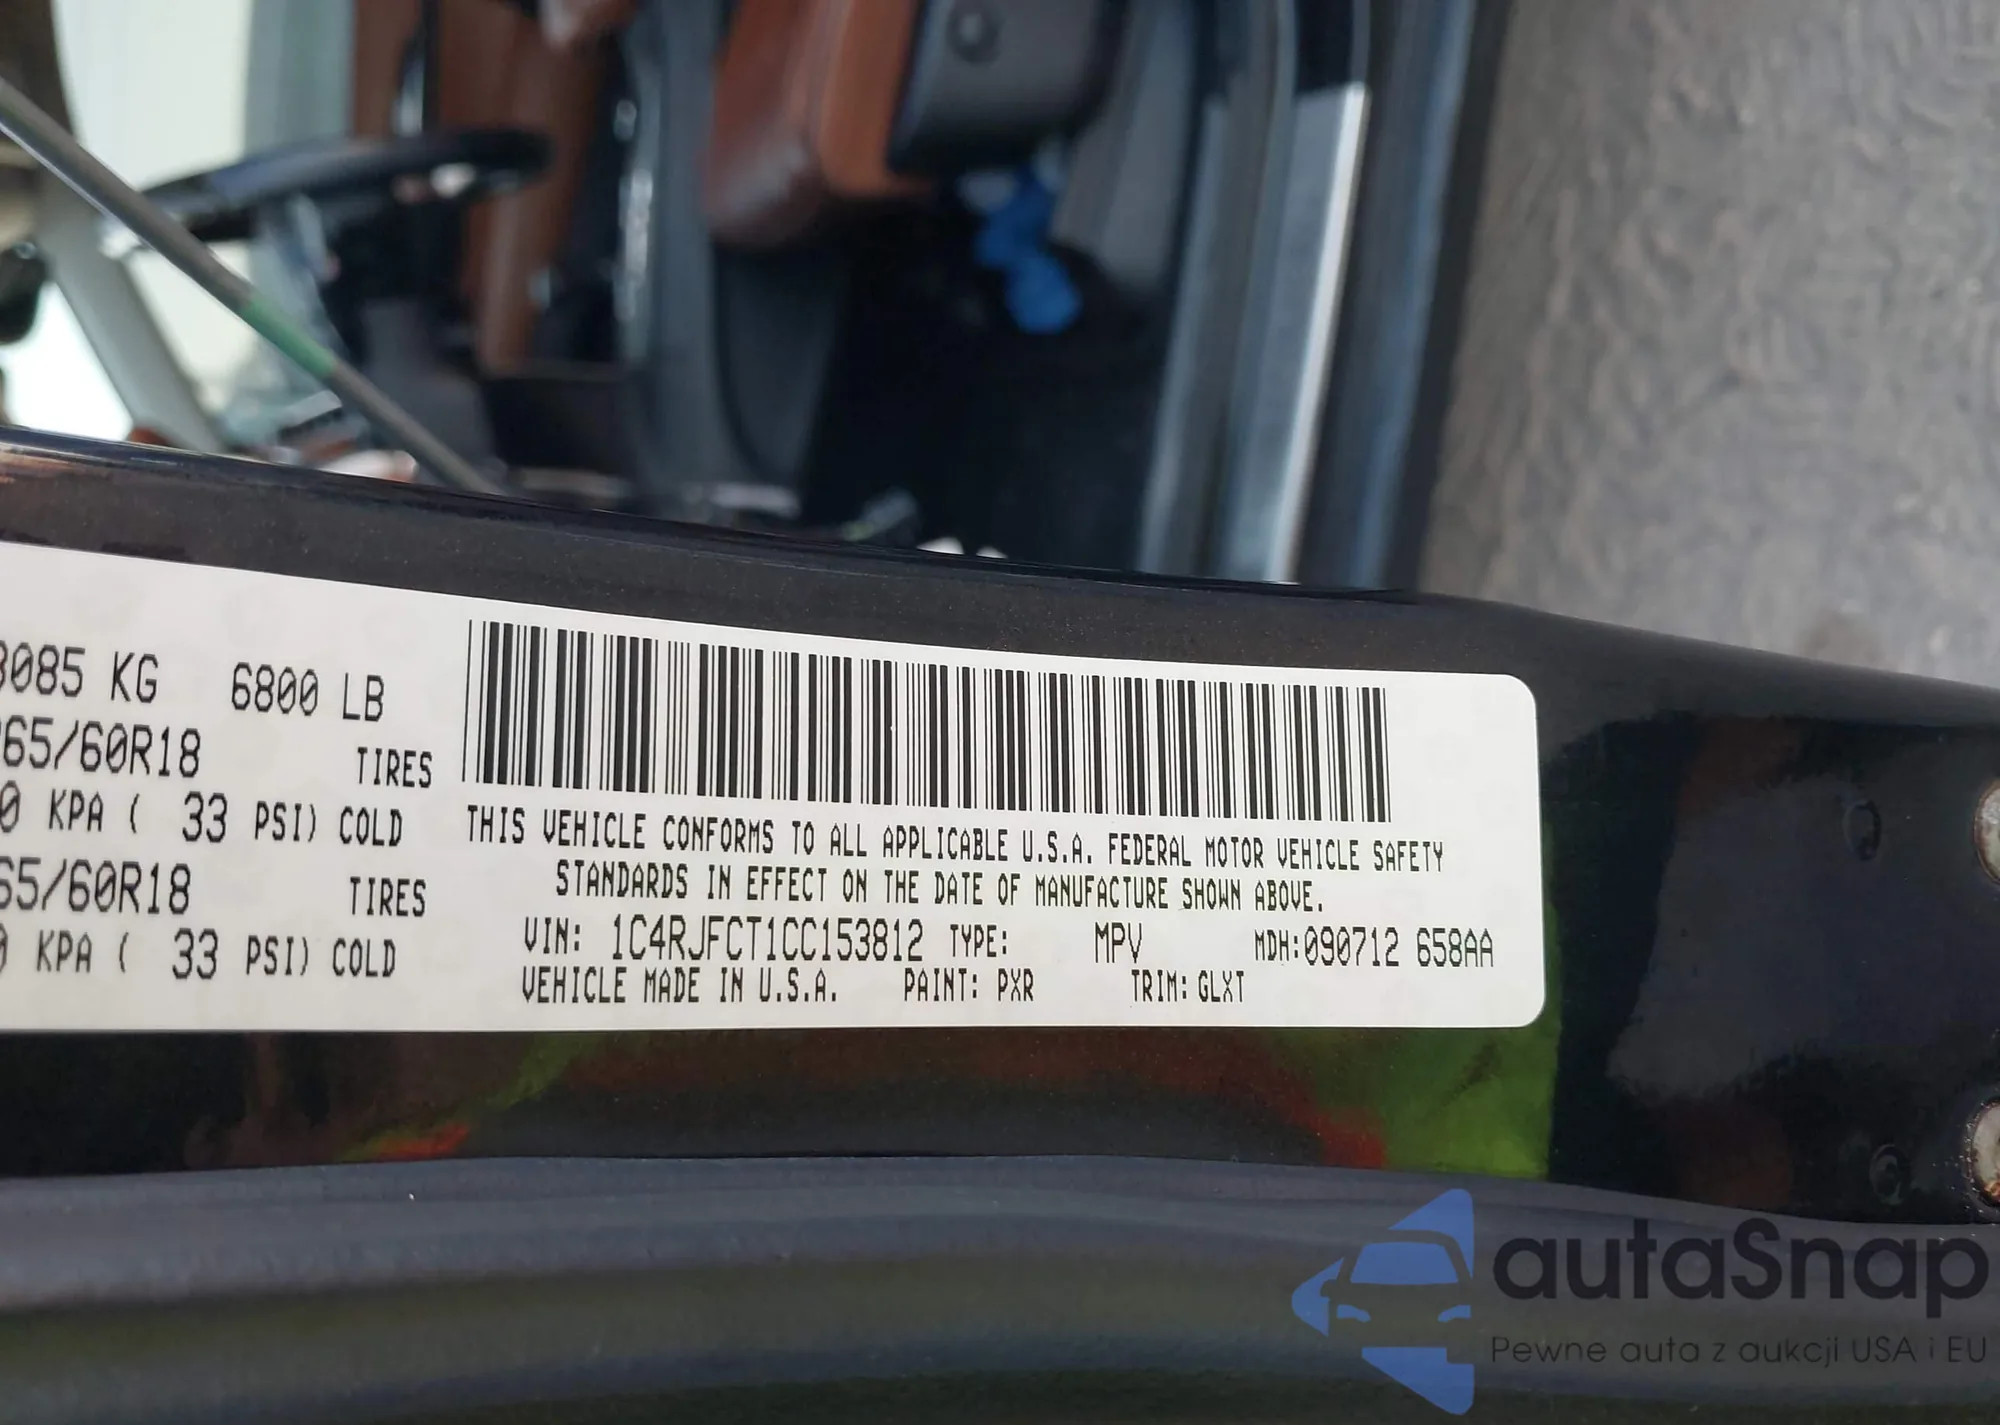 3085 KG 6800 LB
65/60R18 TIRES
0 KPA ( 33 PSI) COLD
65/60R18 TIRES
0 KPA ( 33 PSI) COLD
THIS VEHICLE CONFORMS TO ALL APPLICABLE U.S.A. FEDERAL MOTOR VEHICLE SAFETY
STANDARDS IN EFFECT ON THE DATE OF MANUFACTURE SHOWN ABOVE.
VIN: 1C4RJFCT1CC153812 TYPE: MPV MDH:090712 658AA
VEHICLE MADE IN U.S.A. PAINT: PXR TRIM: GLXT
autaSnap
Pewne auta z aukcji USA i EU